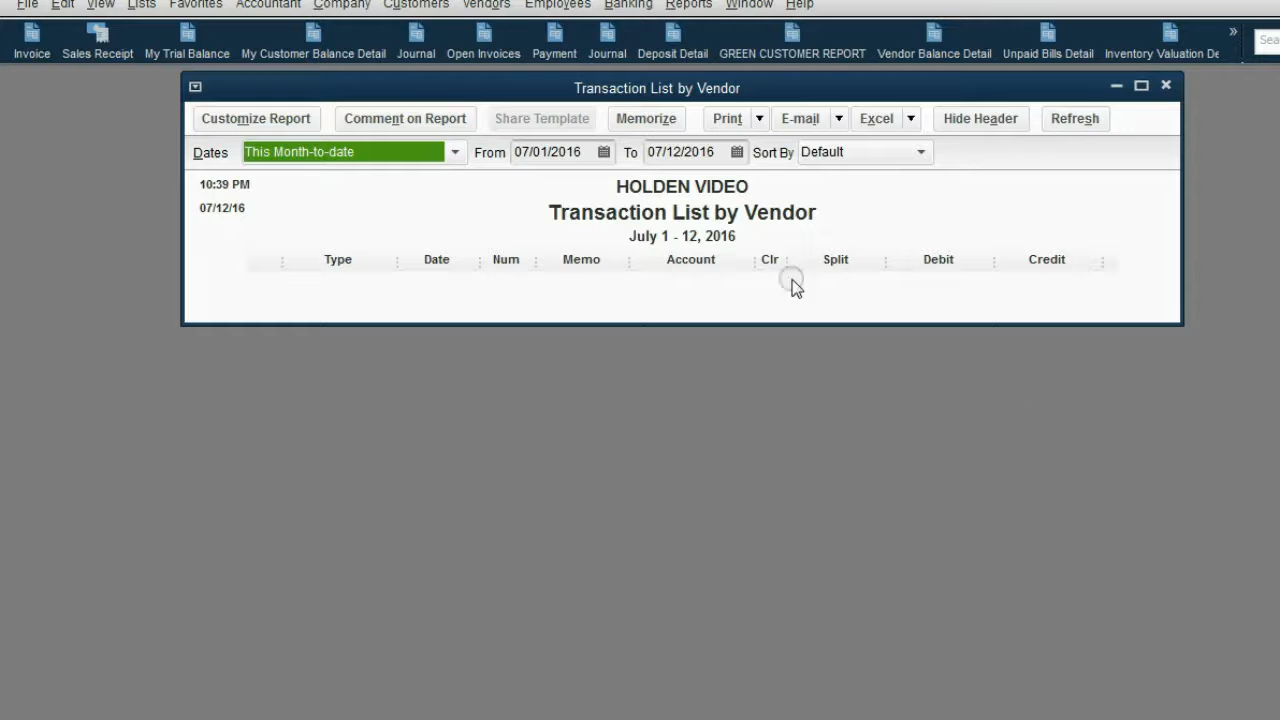 File Edit View Lists Favorites Accountant Company Customers Vendors Employees Banking Reports Window Help
Invoice Sales Receipt My Trial Balance My Customer Balance Detail Journal Open Invoices Payment Journal Deposit Detail GREEN CUSTOMER REPORT Vendor Balance Detail Unpaid Bills Detail Inventory Valuation De » Sea
Transaction List by Vendor
Customize Report Comment on Report Share Template Memorize Print E-mail Excel Hide Header Refresh
Dates This Month-to-date From 07/01/2016 To 07/12/2016 Sort By Default
10:39 PM
HOLDEN VIDEO
07/12/16
Transaction List by Vendor
July 1 - 12, 2016
Type Date Num Memo Account Clr Split Debit Credit